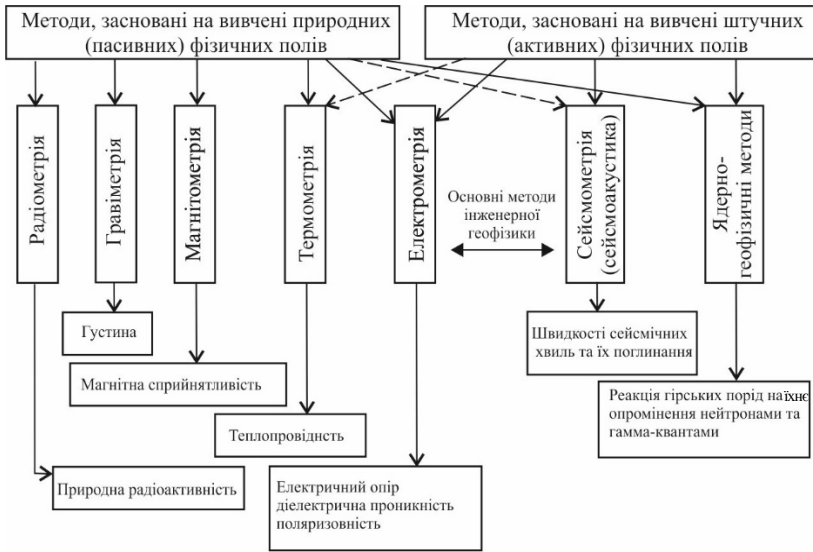 Методи, засновані на вивчені природних
(пасивних) фізичних полів
Методи, засновані на вивчені штучних
(активних) фізичних полів
Радіометрія
Гравіметрія
Магнітометрія
Термометрія
Електрометрія
Основні методи
інженерної
геофізики
Сейсмометрія
(сейсмоакустика)
Ядерно-
геофізичні методи
Густина
Магнітна сприйнятливість
Теплопровідність
Природна радіоактивність
Електричний опір
діелектрична проникність
поляризовність
Швидкості сейсмічних
хвиль та їх поглинання
Реакція гірських порід на їхнє
опромінення нейтронами та
гамма-квантами